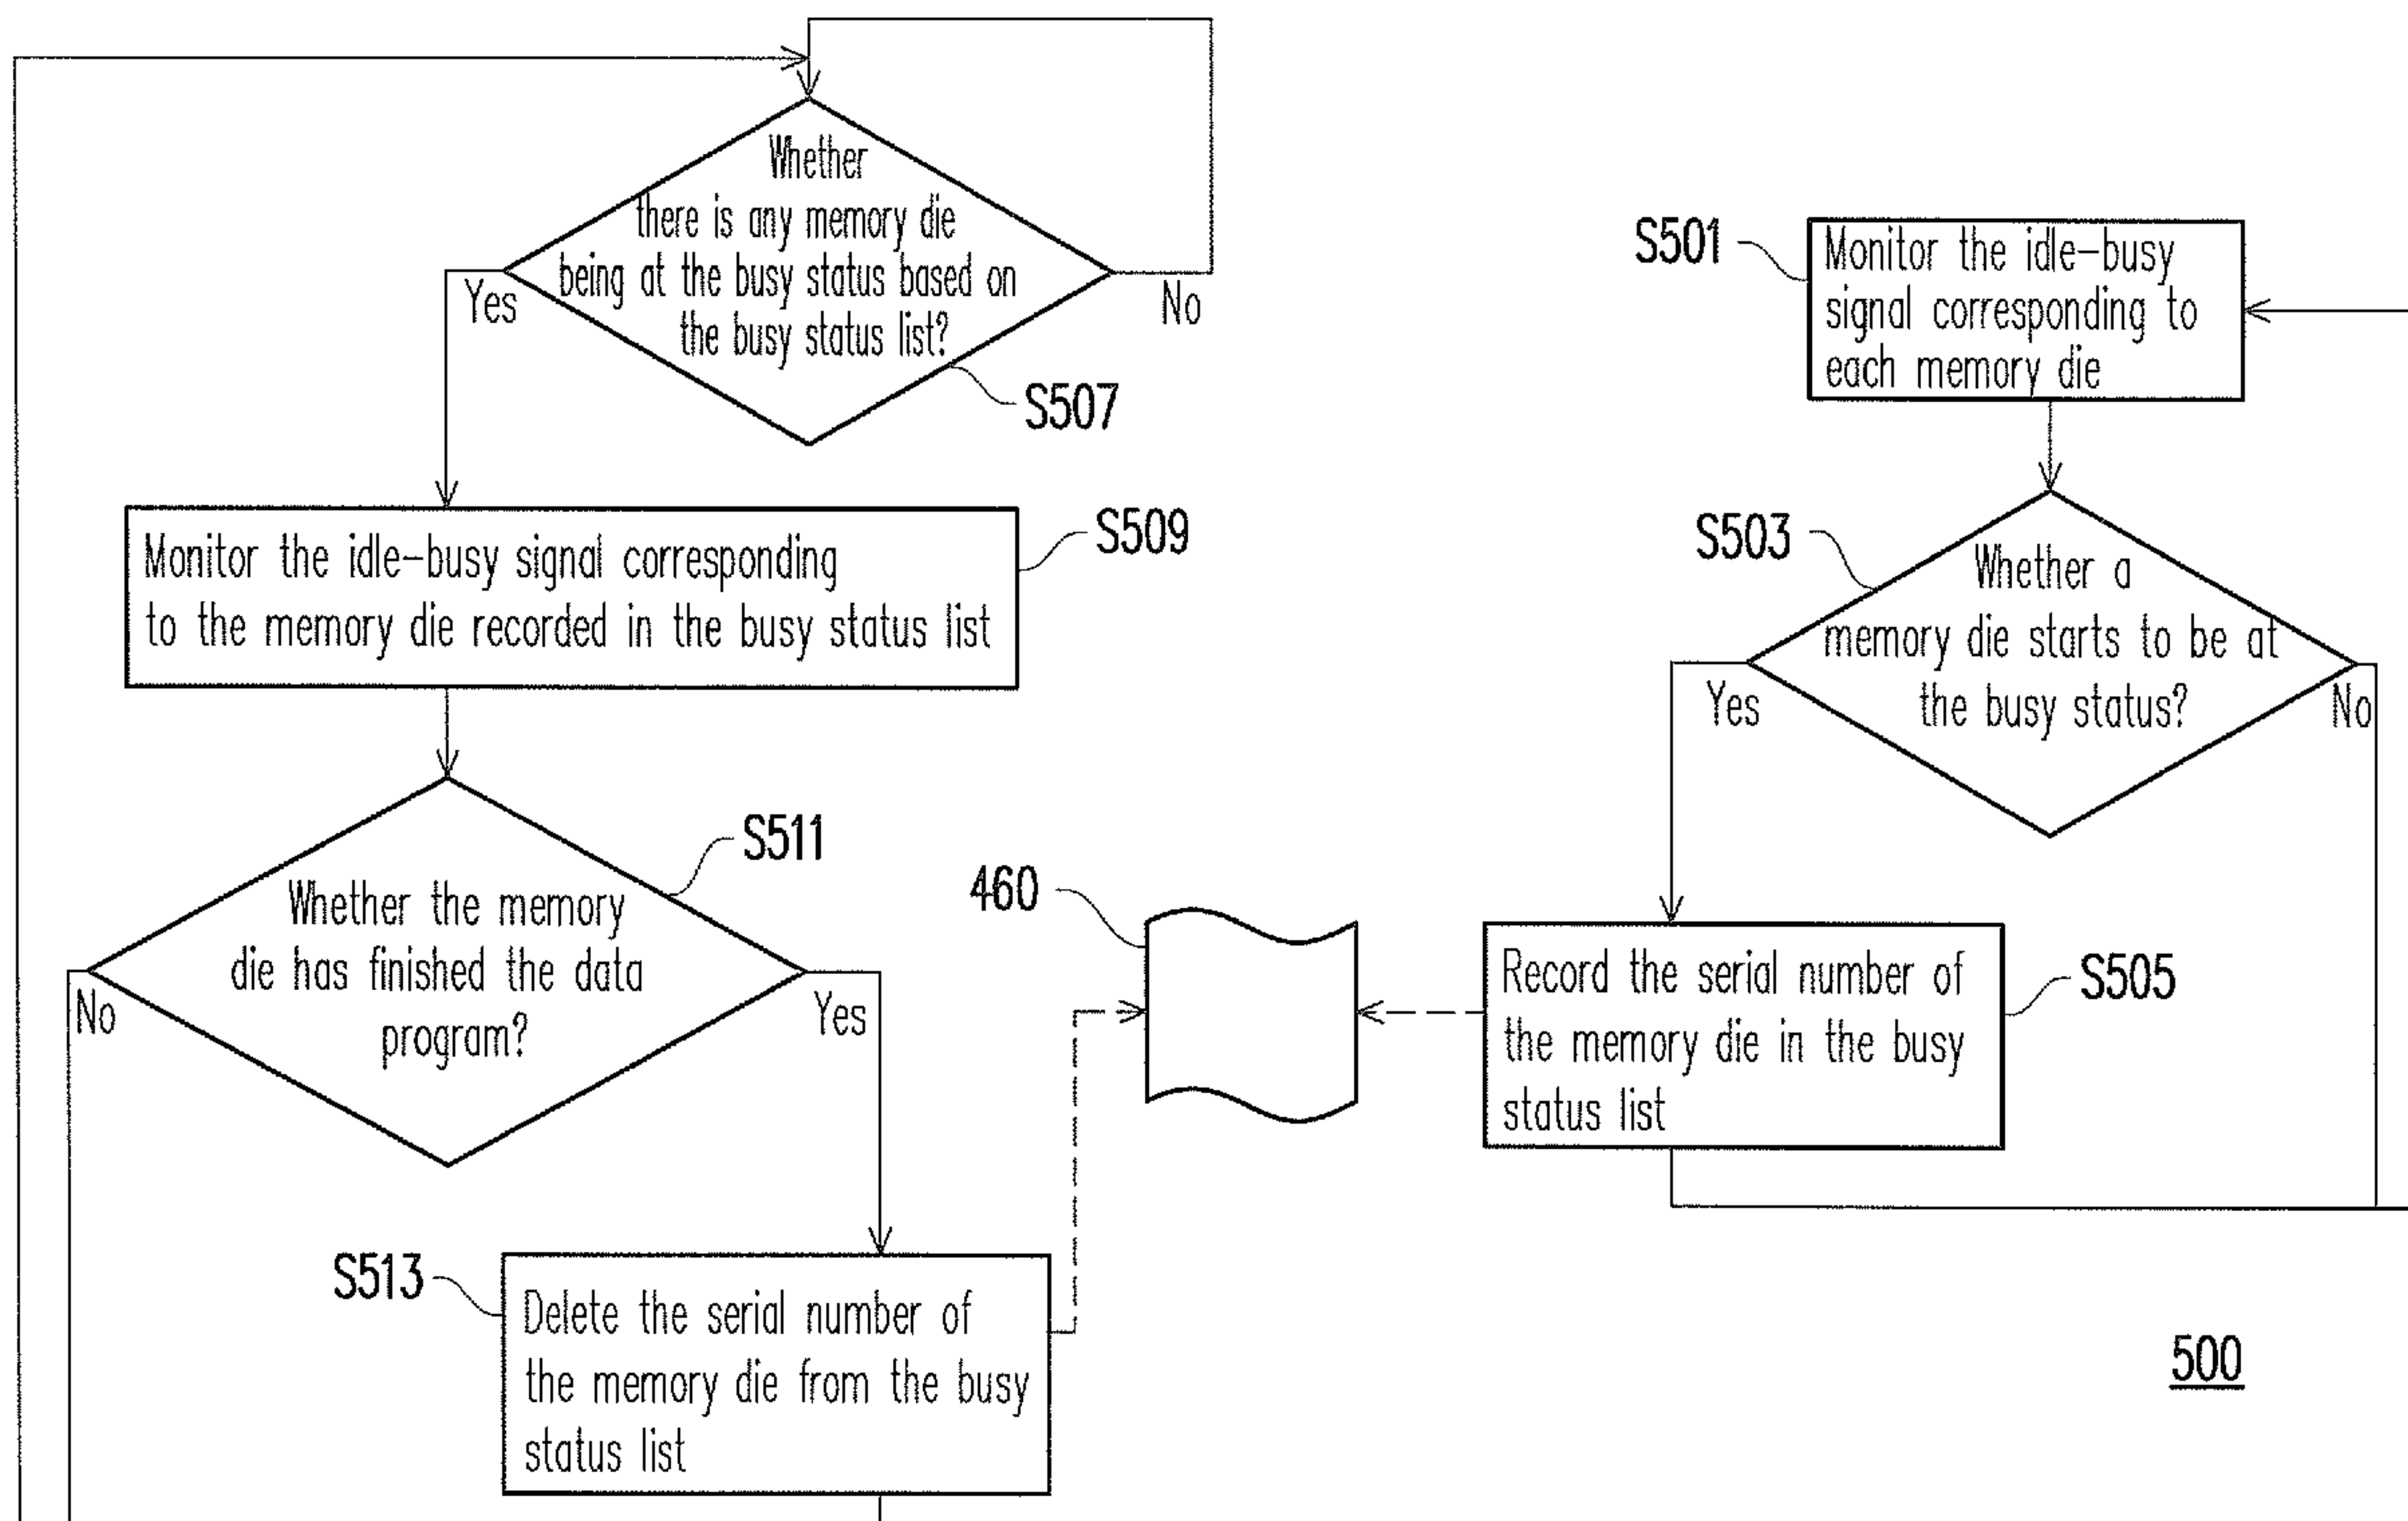 Whether
there is any memory die
being at the busy status based on
the busy status list?
Yes
No
S507
Monitor the idle-busy signal corresponding
to the memory die recorded in the busy status list
S509
Whether the memory
die has finished the data
program?
S511
No
Yes
S513
Delete the serial number of
the memory die from the busy
status list
460
S501
Monitor the idle-busy
signal corresponding to
each memory die
S503
Whether a
memory die starts to be at
the busy status?
Yes
No
Record the serial number of
the memory die in the busy
status list
S505
500